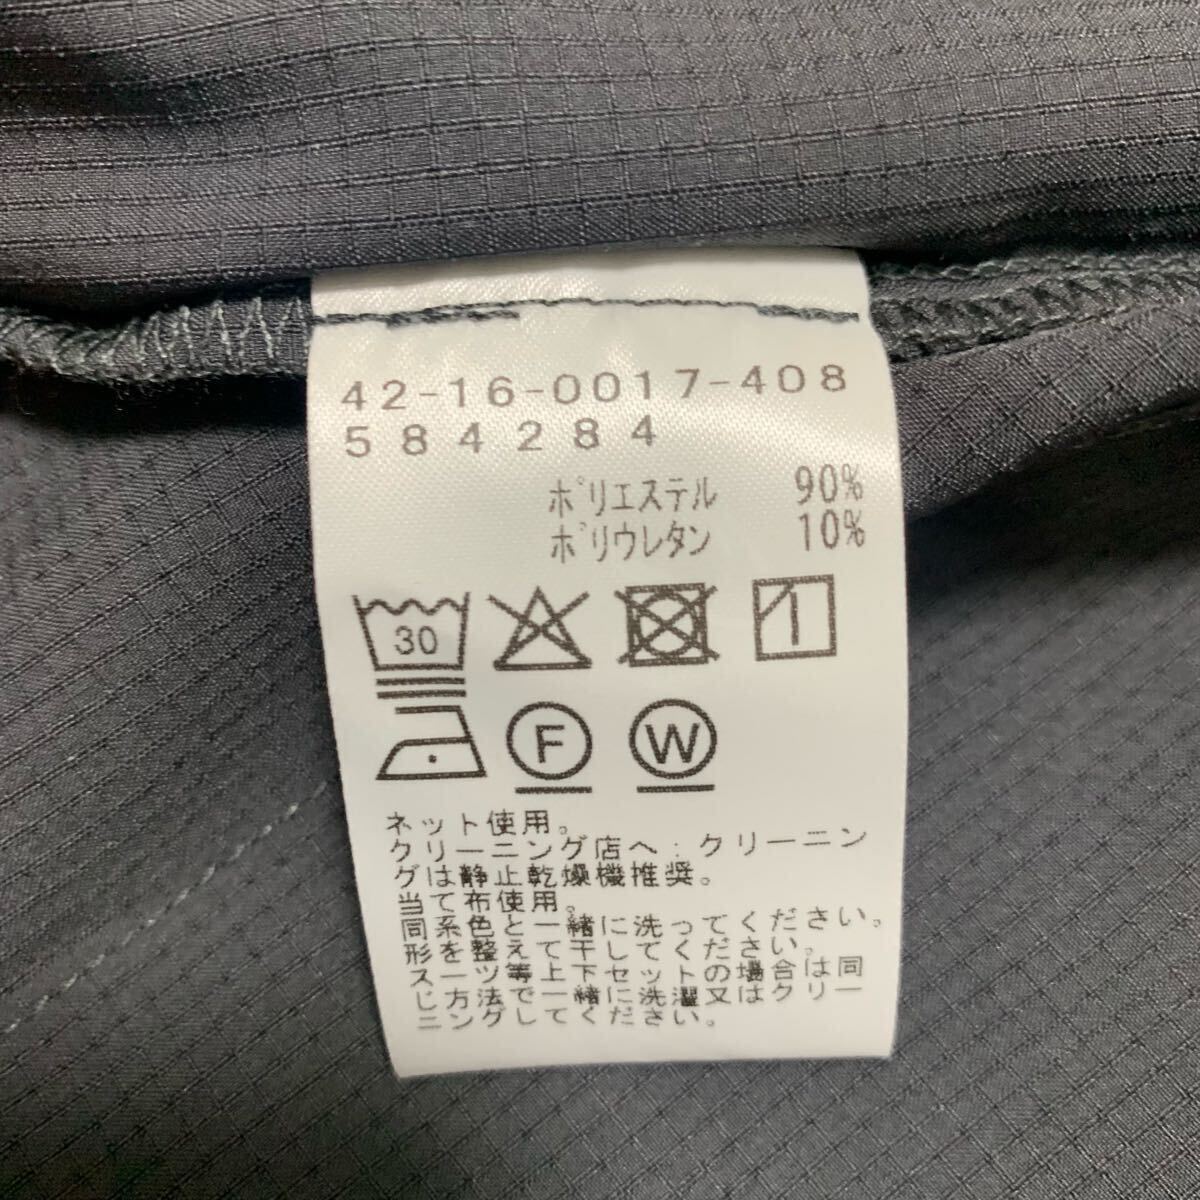 42-16-0017-408
584284
ポリエステル 90%
ポリウレタン 10%
30
F W
ネット使用。
クリーニング店へ:クリーニン
グは静止乾燥機推奨。
当て布使用。
同系色と一緒に洗ってください。
形を整えて干してください。
スーツ等上下セットの場合は同
じ方法で一緒に洗濯又はクリー
ニングしてください。